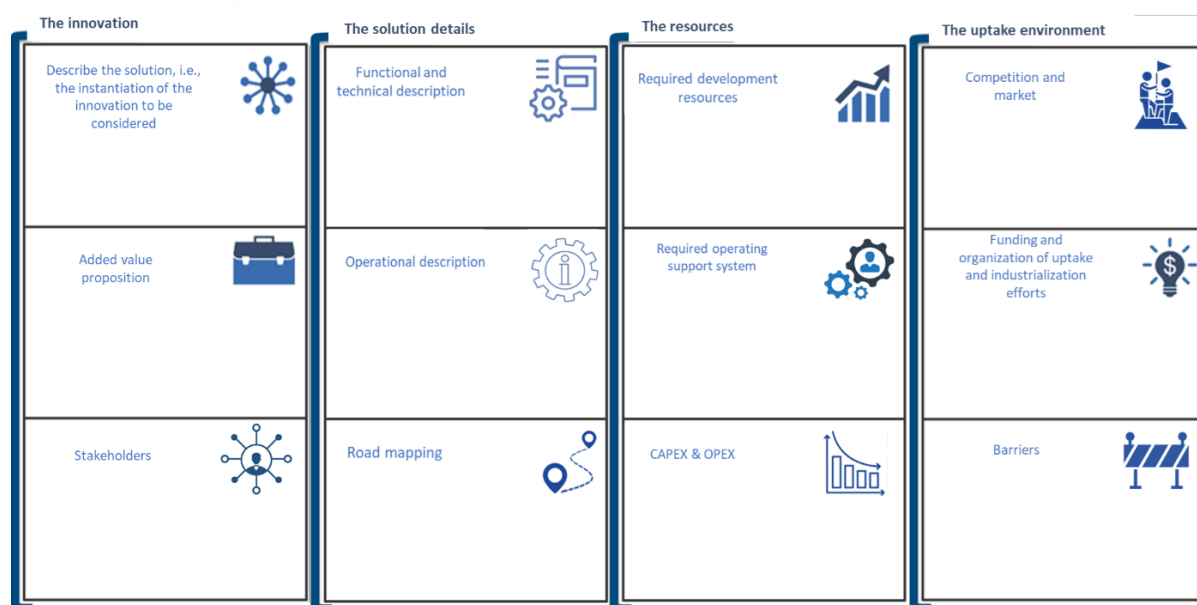 The innovation
Describe the solution, i.e.,
the instantiation of the
innovation to be
considered
Added value
proposition
Stakeholders
The solution details
Functional and
technical description
Operational description
i
Road mapping
The resources
Required development
resources
Required operating
support system
CAPEX & OPEX
The uptake environment
Competition and
market
Funding and
organization of uptake
and industrialization
efforts
$
Barriers